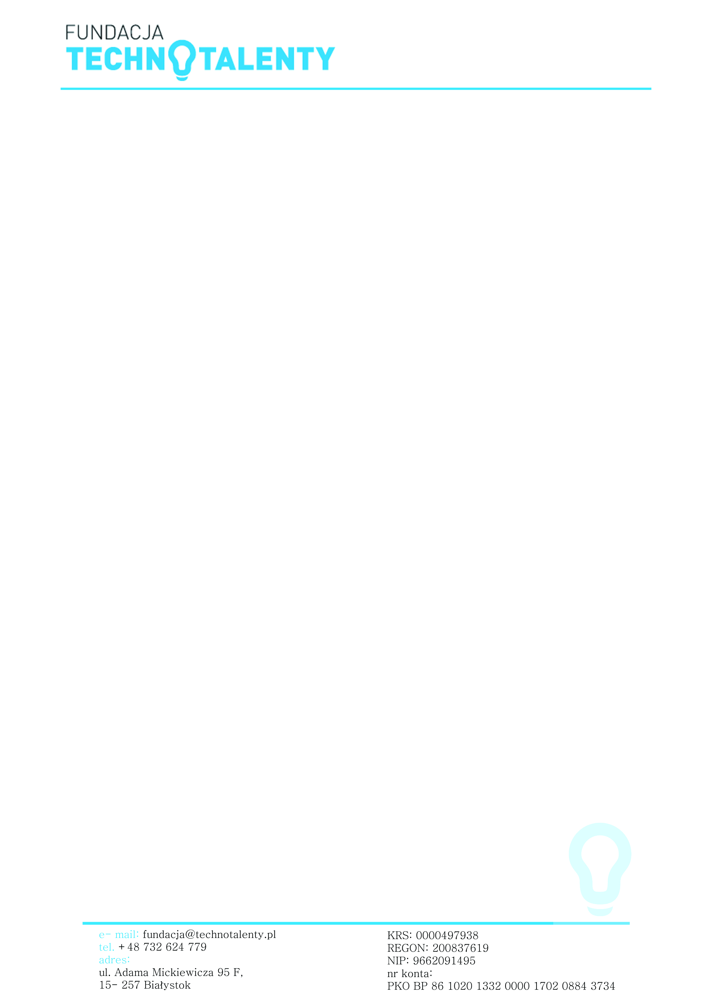 FUNDACJA
TECHNOTALENTY
e- mail: fundacja@technotalenty.pl
tel. +48 732 624 779
adres:
ul. Adama Mickiewicza 95 F,
15- 257 Białystok
KRS: 0000497938
REGON: 200837619
NIP: 9662091495
nr konta:
PKO BP 86 1020 1332 0000 1702 0884 3734